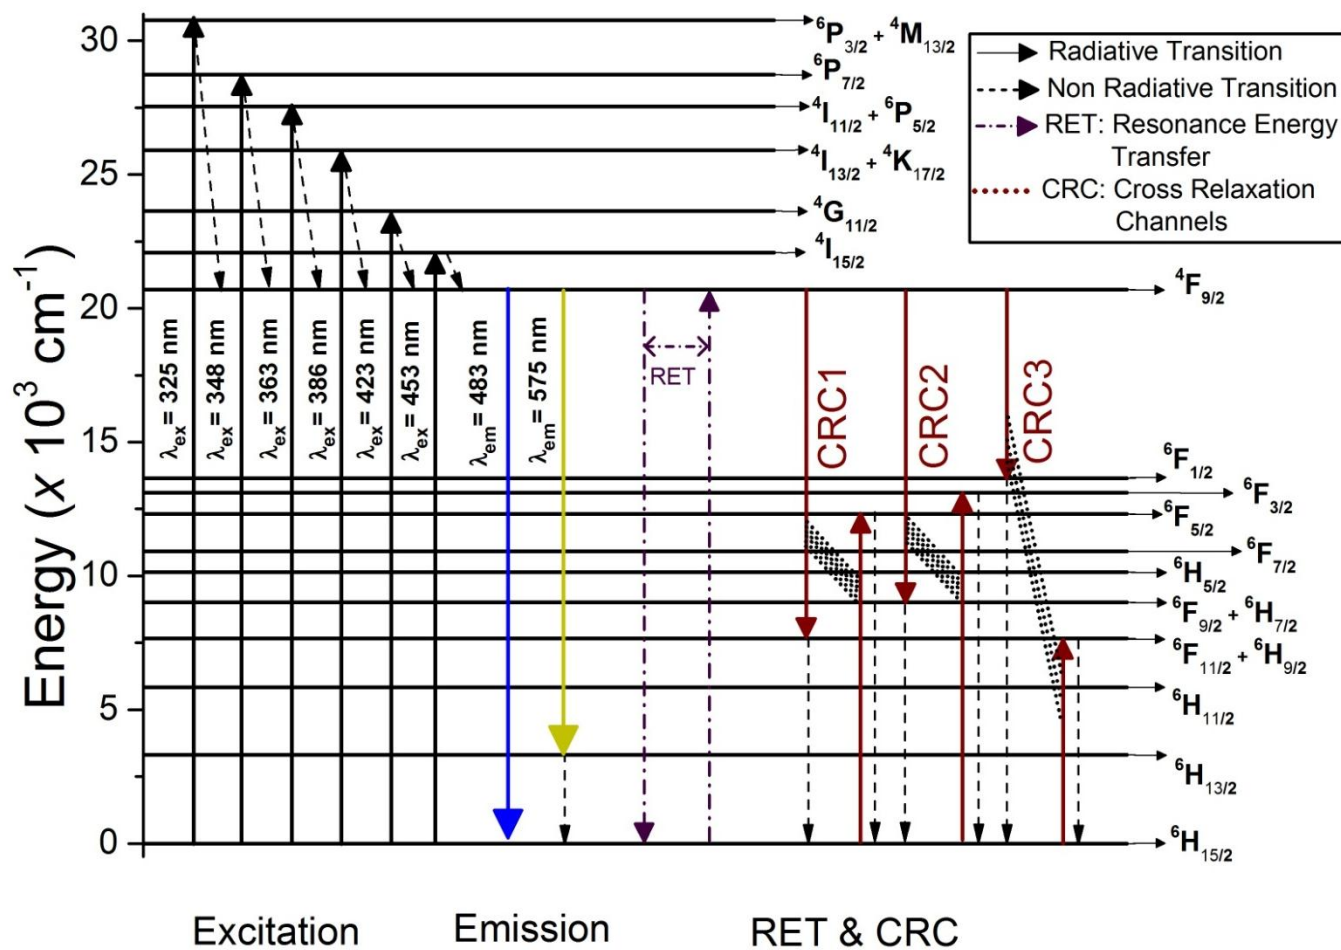 Energy (x 10³ cm⁻¹)
30
25
20
15
10
5
0
⁶P₃/₂ + ⁴M₁₃/₂
⁶P₇/₂
⁴I₁₁/₂ + ⁶P₅/₂
⁴I₁₃/₂ + ⁴K₁₇/₂
⁴G₁₁/₂
⁴I₁₅/₂
Radiative Transition
Non Radiative Transition
RET: Resonance Energy
Transfer
CRC: Cross Relaxation
Channels
⁴F₉/₂
λex = 325 nm
λex = 348 nm
λex = 363 nm
λex = 386 nm
λex = 423 nm
λex = 453 nm
λem = 483 nm
λem = 575 nm
RET
CRC1
CRC2
CRC3
⁶F₁/₂
⁶F₃/₂
⁶F₅/₂
⁶F₇/₂
⁶H₅/₂
⁶F₉/₂ + ⁶H₇/₂
⁶F₁₁/₂ + ⁶H₉/₂
⁶H₁₁/₂
⁶H₁₃/₂
⁶H₁₅/₂
Excitation
Emission
RET & CRC